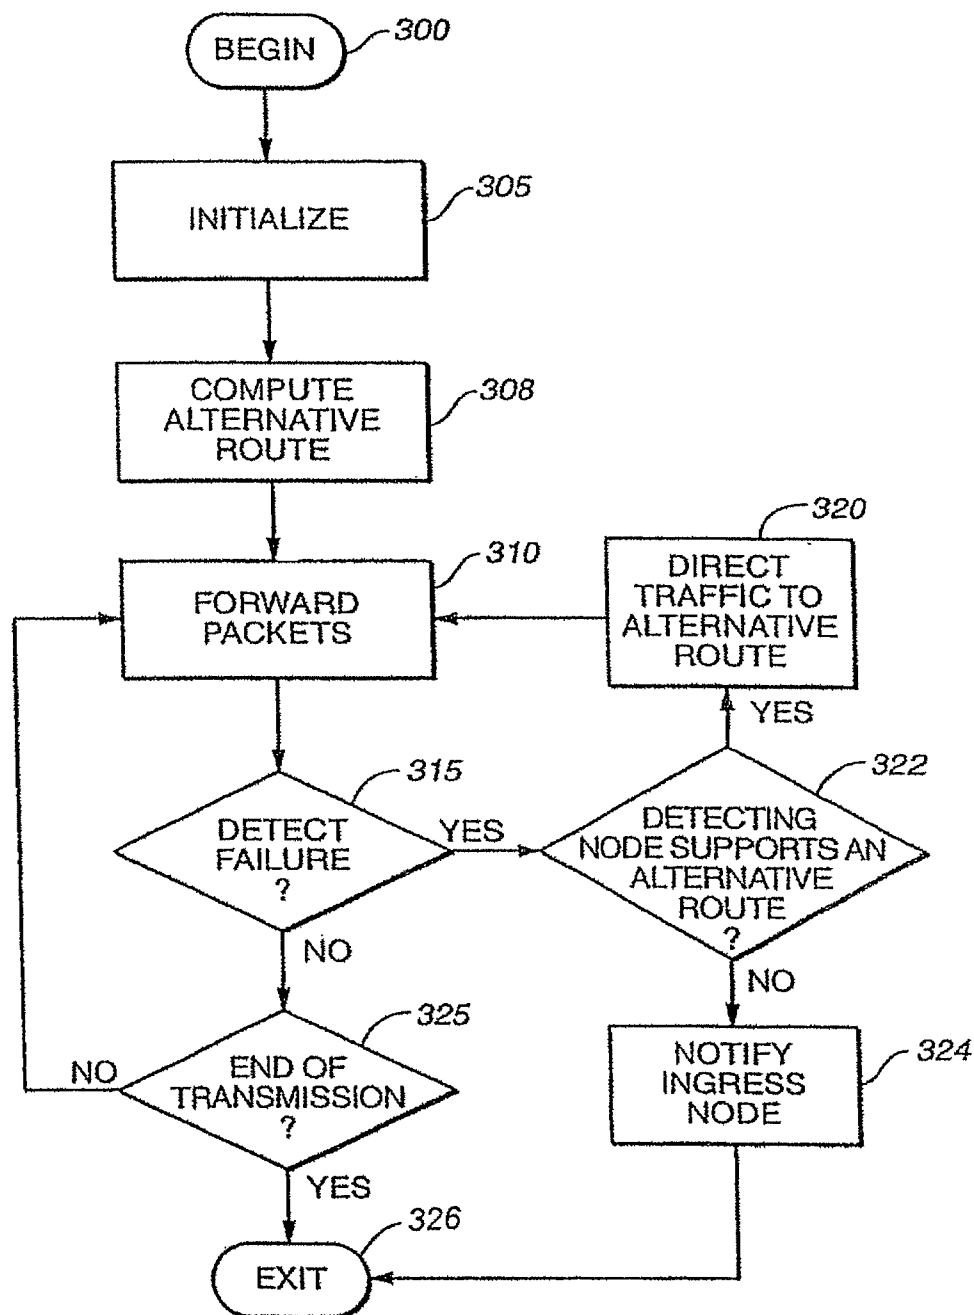 BEGIN
300
INITIALIZE
305
COMPUTE
ALTERNATIVE
ROUTE
308
FORWARD
PACKETS
310
DIRECT
TRAFFIC TO
ALTERNATIVE
ROUTE
320
YES
DETECT
FAILURE
?
315
YES
DETECTING
NODE SUPPORTS AN
ALTERNATIVE
ROUTE
?
322
NO
NO
END OF
TRANSMISSION
?
325
NO
NOTIFY
INGRESS
NODE
324
YES
EXIT
326